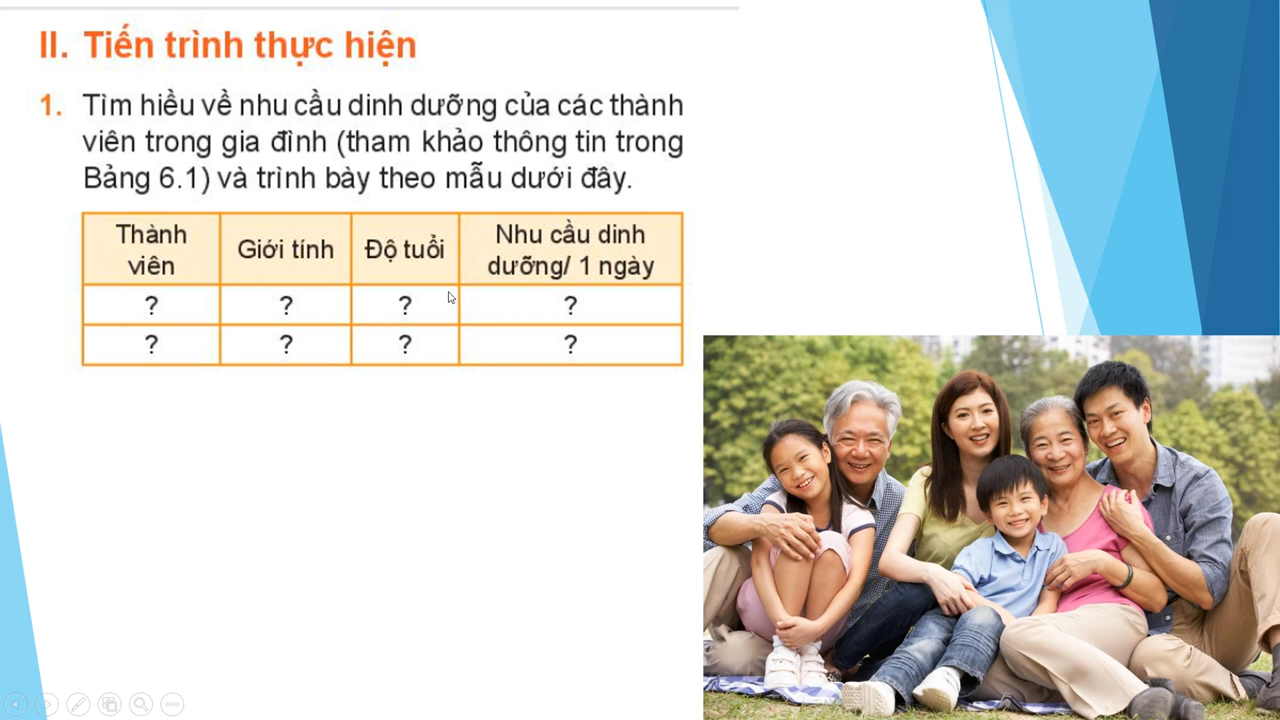 II. Tiến trình thực hiện
1. Tìm hiểu về nhu cầu dinh dưỡng của các thành
viên trong gia đình (tham khảo thông tin trong
Bảng 6.1) và trình bày theo mẫu dưới đây.
Thành viên Giới tính Độ tuổi Nhu cầu dinh dưỡng/ 1 ngày
? ? ? ?
? ? ? ?